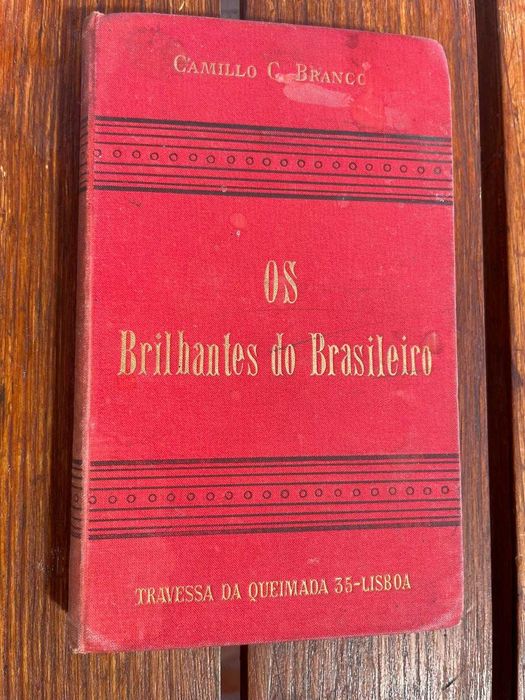 CAMILLO C. BRANCO
OS
Brilhantes do Brasileiro
TRAVESSA DA QUEIMADA 35-LISBOA